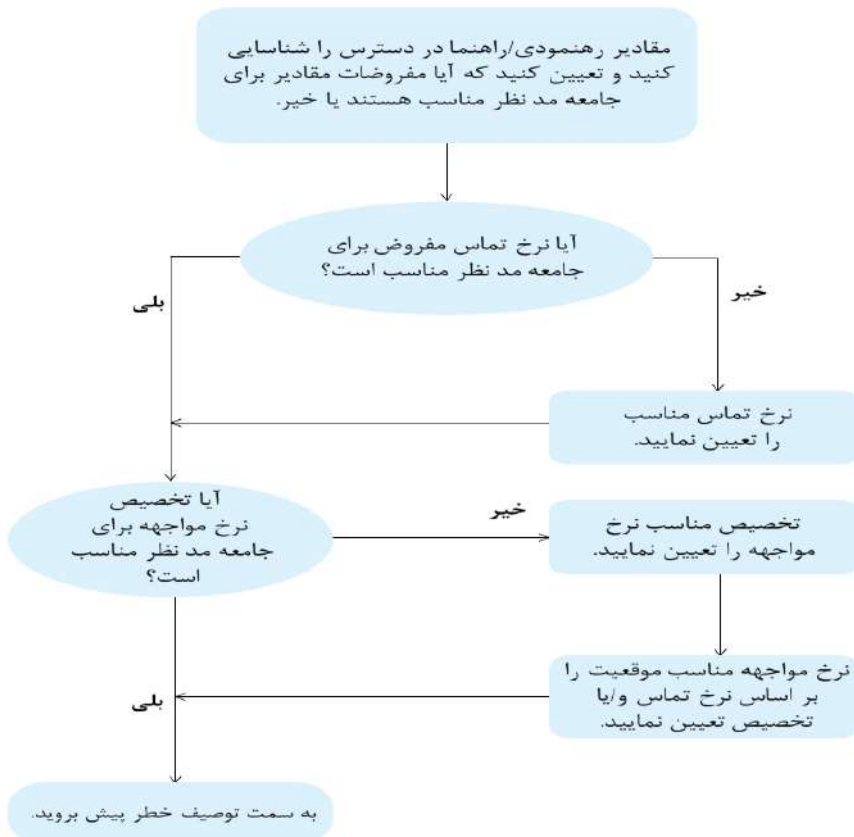 مقادیر رهنمودی/راهنما در دسترس را شناسایی
کنید و تعیین کنید که آیا مفروضات مقادیر برای
جامعه مد نظر مناسب هستند یا خیر.
آیا نرخ تماس مفروض برای
جامعه مد نظر مناسب است؟
بلی
خیر
نرخ تماس مناسب
را تعیین نمایید.
آیا تخصیص
نرخ مواجهه برای
جامعه مد نظر مناسب
است؟
خیر
تخصیص مناسب نرخ
مواجهه را تعیین نمایید.
نرخ مواجهه مناسب موقعیت را
بر اساس نرخ تماس و/یا
تخصیص تعیین نمایید.
بلی
به سمت توصیف خطر پیش بروید.